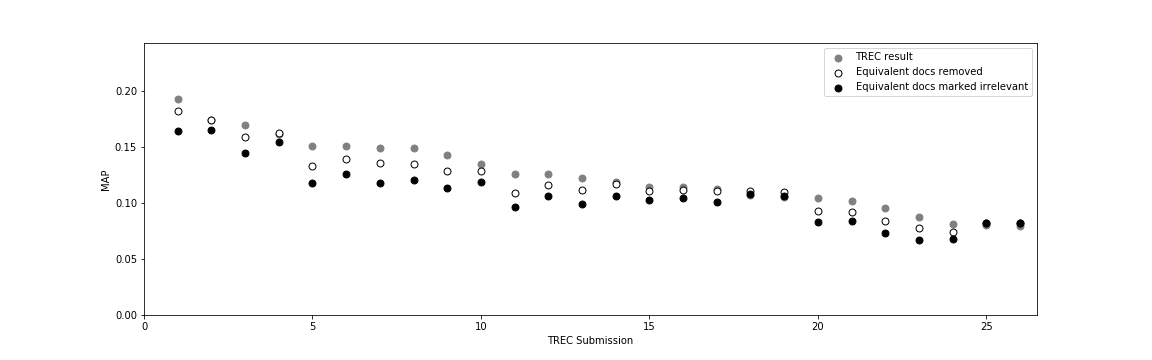 TREC result
Equivalent docs removed
Equivalent docs marked irrelevant
0.20
0.15
0.10
0.05
0.00
MAP
0 5 10 15 20 25
TREC Submission